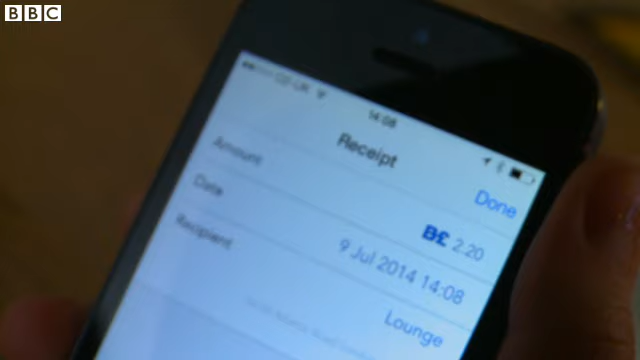 BBC
O2-UK
14:08
Receipt
Done
Amount
B£ 2.20
Date
9 Jul 2014 14:08
Recipient
Lounge